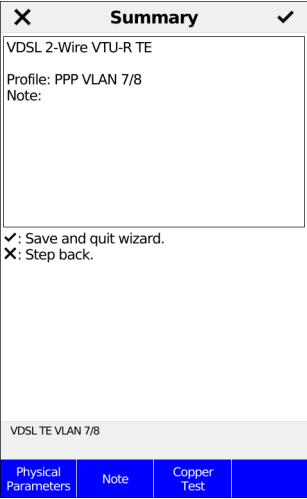 ✗ Summary ✓
VDSL 2-Wire VTU-R TE
Profile: PPP VLAN 7/8
Note:
✓: Save and quit wizard.
✗: Step back.
VDSL TE VLAN 7/8
Physical Parameters
Note
Copper Test